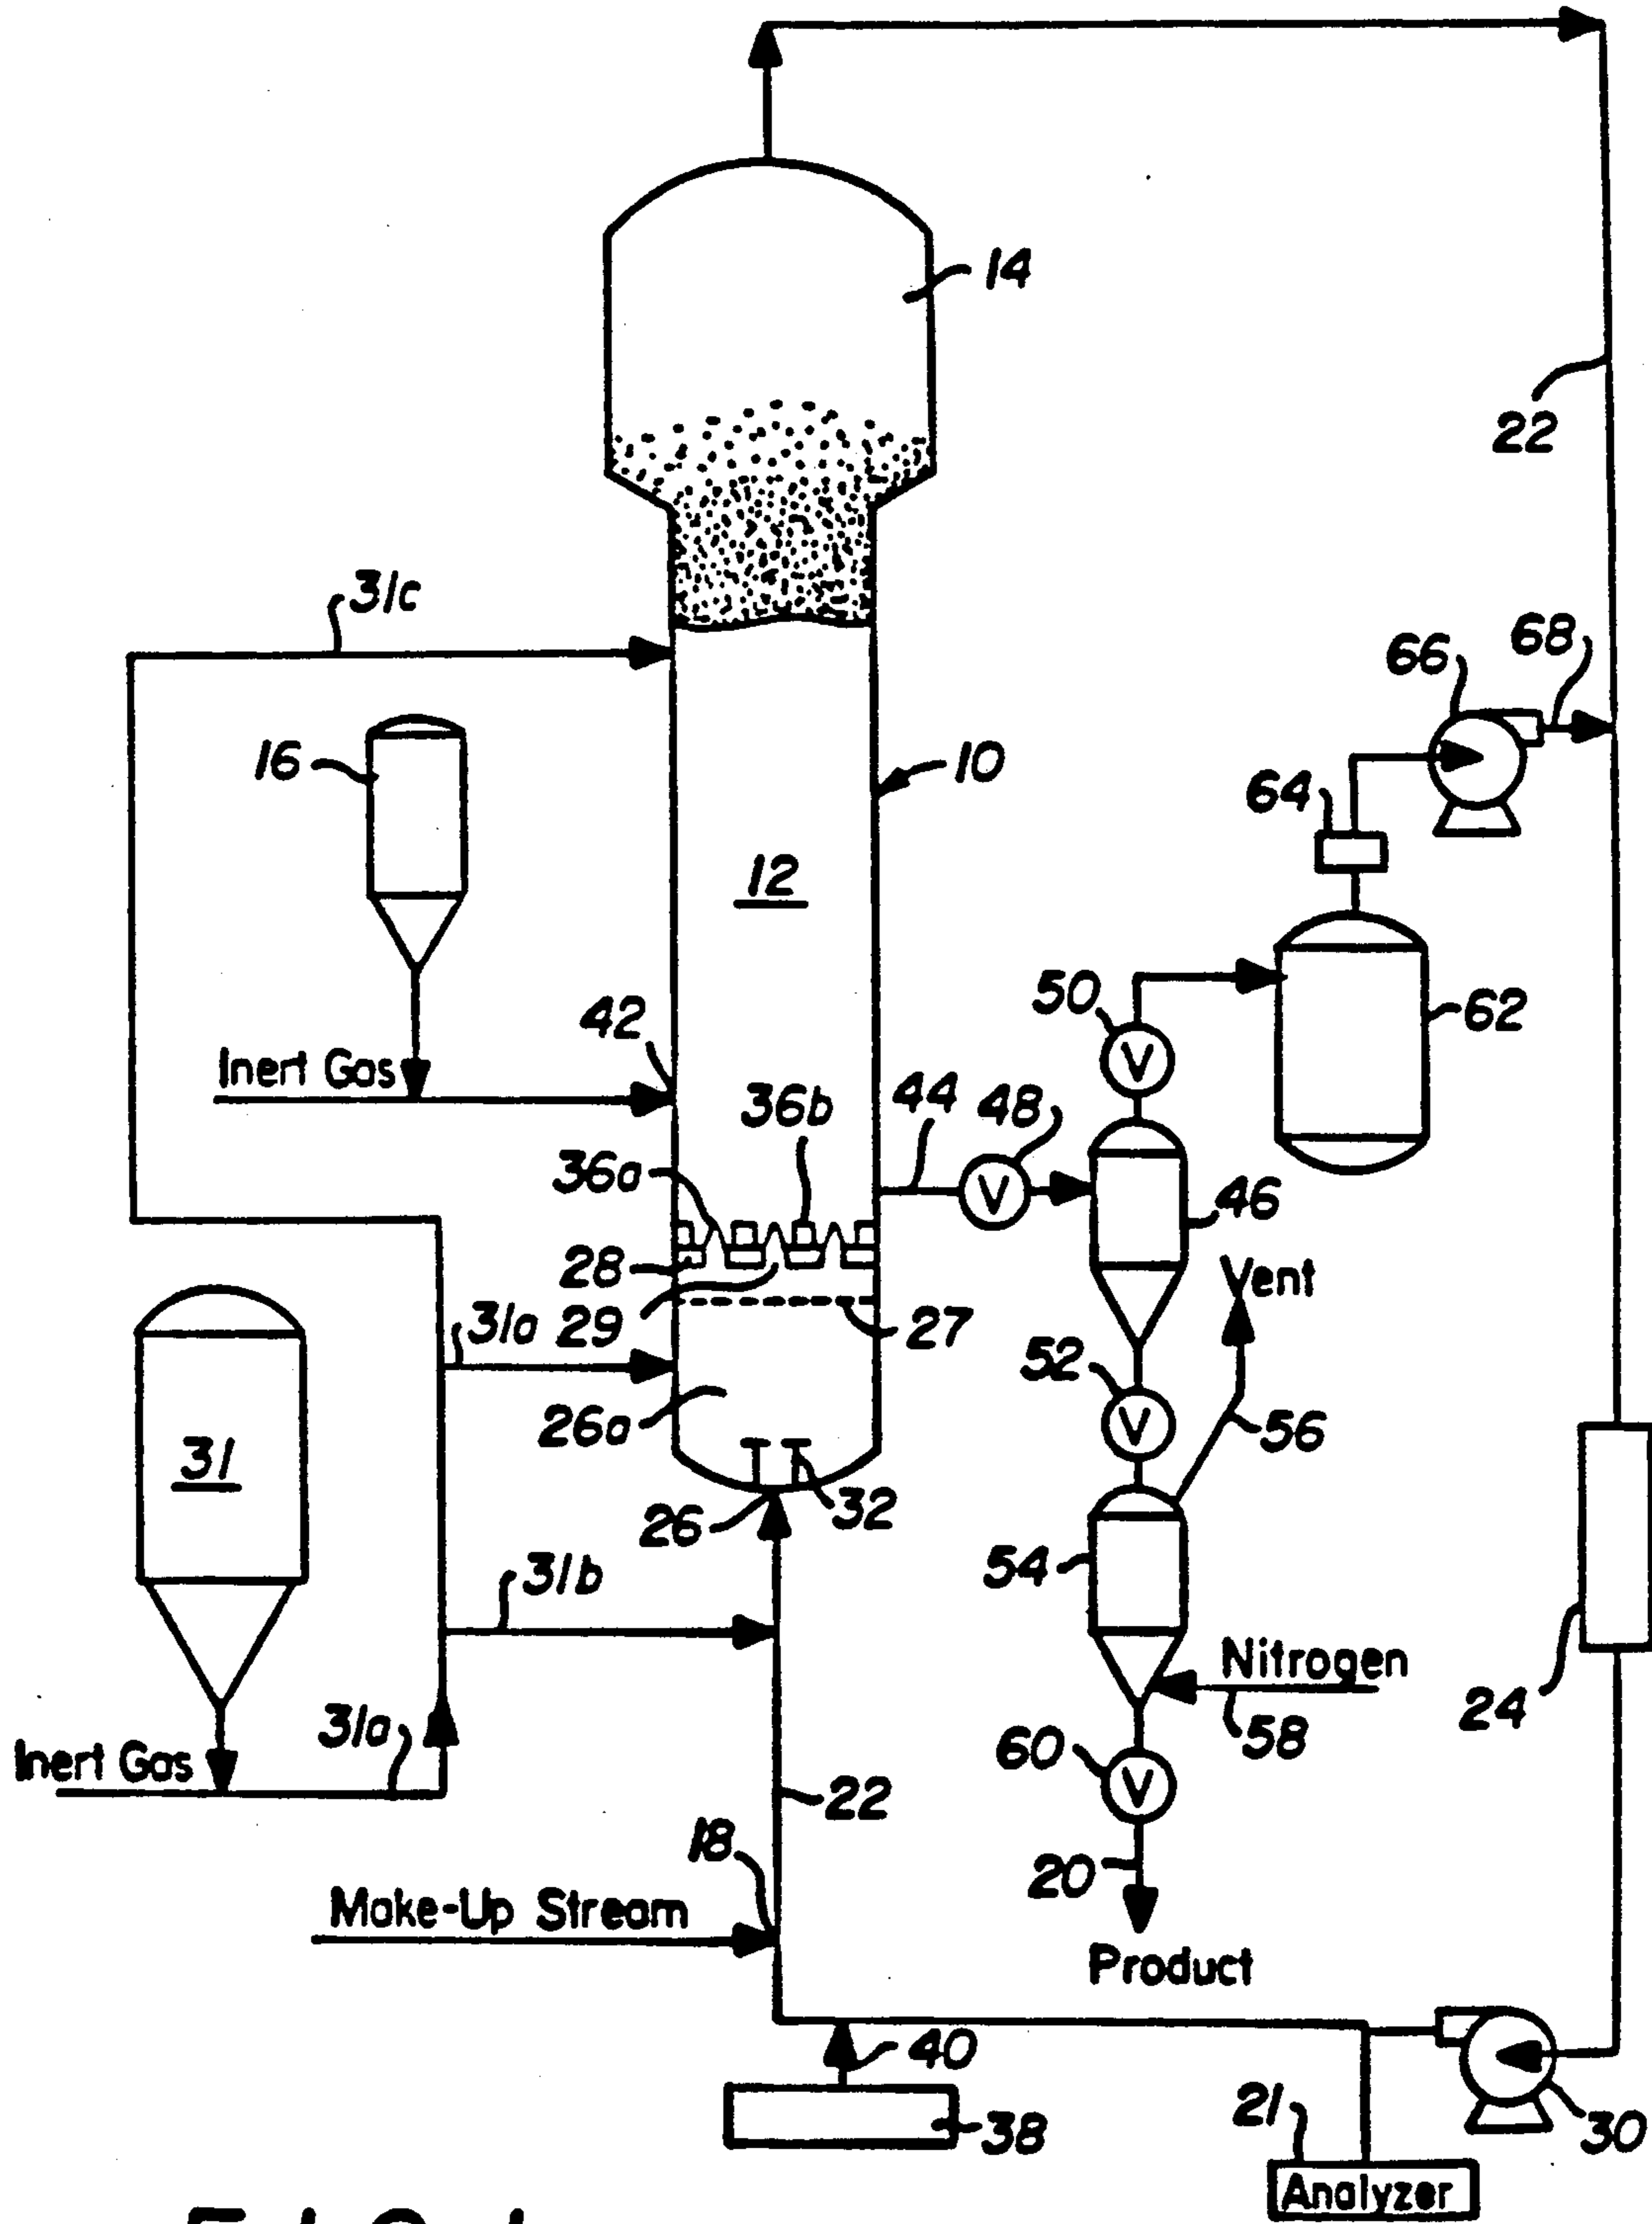 14
22
31c
66
68
16
10
64
12
50
62
42
Inert Gas
36b
44
48
36a
46
28
Vent
31a
29
27
52
26a
56
31
26
32
54
31b
Nitrogen
24
31a
58
60
Inert Gas
22
18
20
Make-Up Stream
Product
40
21
38
30
Analyzer